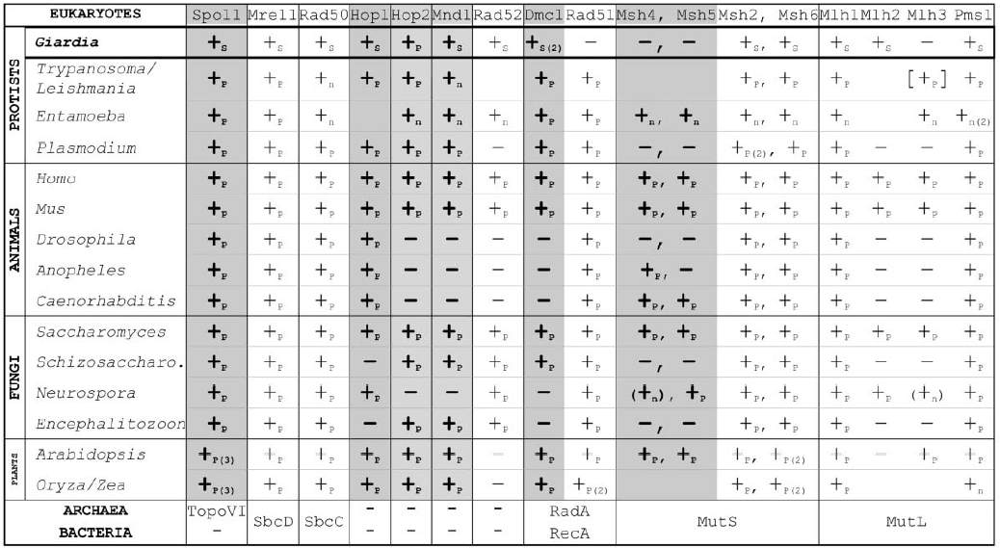 EUKARYOTES Spo11 Mre11 Rad50 Hop1 Hop2 Mnd1 Rad52 Dmc1 Rad51 Msh4, Msh5 Msh2, Msh6 Mlh1 Mlh2 Mlh3 Pms1
PROTISTS
Giardia +S +S +S +S +P +S +S +S(2) − −, − +S, +S +S +S − +S
Trypanosoma/
Leishmania +P +P +n +P +P +n +P +P +P, +P +P [+P] +P
Entamoeba +P +P +n +n +n +n +P +P +n, +n +n, +n +n +n +n(2)
Plasmodium +P +P +P +P +P +P − +P +P −, − +P(2), +P +P − − +P
ANIMALS
Homo +P +P +P +P +P +P +P +P +P +P, +P +P, +P +P +P +P +P
Mus +P +P +P +P +P +P +P +P +P +P, +P +P, +P +P +P +P +P
Drosophila +P +P +P +P − − − − +P −, − +P, +P +P − − +P
Anopheles +P +P +P +P − − − − +P +P, − +P, +P +P − − +P
Caenorhabditis +P +P +P +P − − − − +P +P, +P +P, +P +P − − +P
FUNGI
Saccharomyces +P +P +P +P +P +P +P +P +P +P, +P +P, +P +P +P +P +P
Schizosaccharo. +P +P +P − +P +P +P +P +P −, − +P, +P +P − − +P
Neurospora +P +P +P +P − − +P − +P (+n), +P +P, +P +P +P (+n) +P
Encephalitozoon +P +P +P − +P +P +P − +P −, − +P, +P +P − − +P
PLANTS
Arabidopsis +P(3) +P +P +P +P +P − +P +P +P, +P +P, +P(2) +P − +P +P
Oryza/Zea +P(3) +P +P +P +P +P − +P +P(2) +P, +P(2) +P +n
ARCHAEA TopoVI SbcD SbcC − − − − RadA MutS MutL
BACTERIA − − − − − RecA